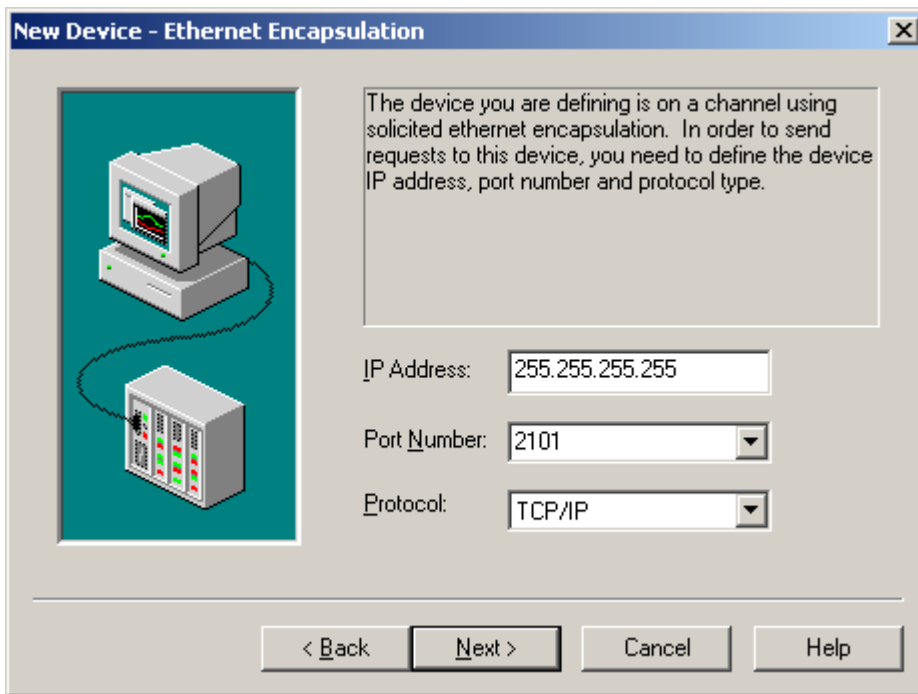 New Device - Ethernet Encapsulation
The device you are defining is on a channel using
solicited ethernet encapsulation.  In order to send
requests to this device, you need to define the device
IP address, port number and protocol type.
IP Address: 255.255.255.255
Port Number: 2101
Protocol: TCP/IP
< Back Next > Cancel Help